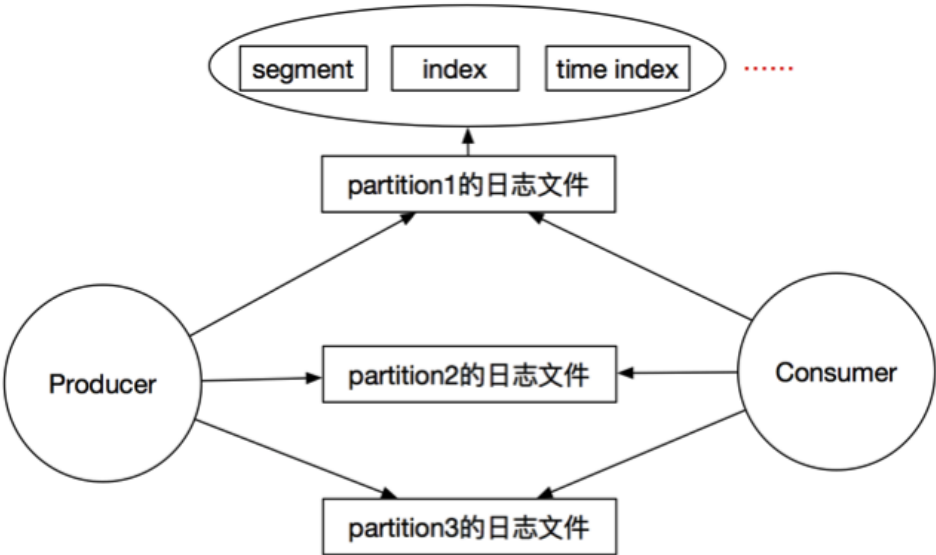 segment index time index ······
partition1的日志文件
Producer partition2的日志文件 Consumer
partition3的日志文件